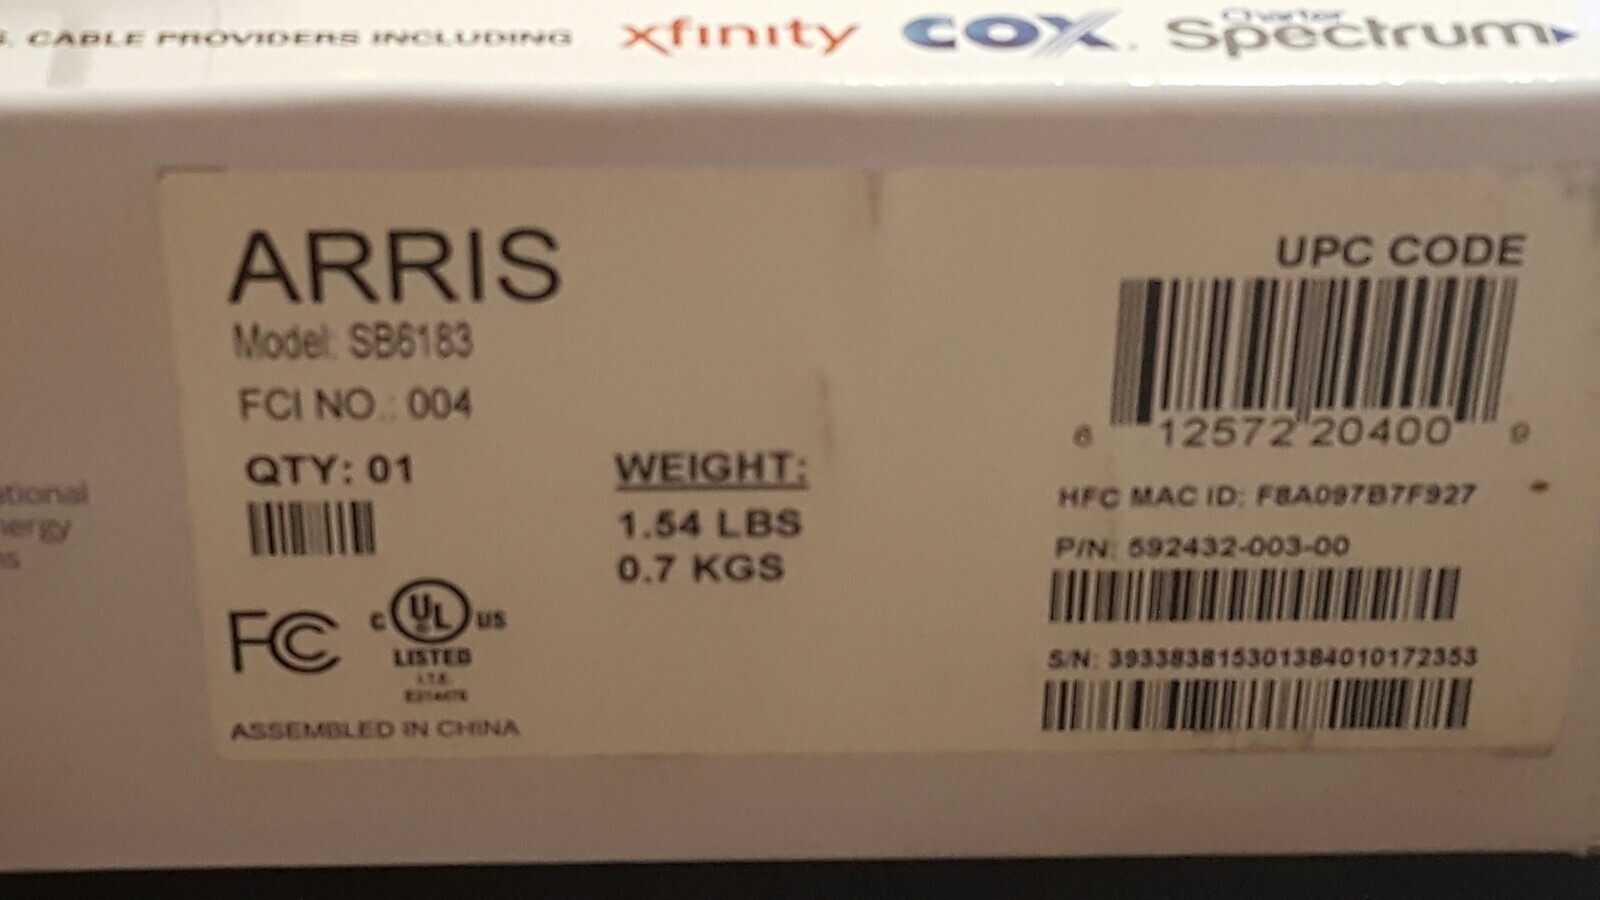 CABLE PROVIDERS INCLUDING xfinity COX Charter Spectrum
ARRIS
Model: SB6183
FCI NO.: 004
QTY: 01
WEIGHT:
1.54 LBS
0.7 KGS
FC
C UL US
LISTED
I.T.E.
ASSEMBLED IN CHINA
UPC CODE
6 12572 20400 9
HFC MAC ID: F8A097B7F927
P/N: 592432-003-00
S/N: 393383815301384010172353